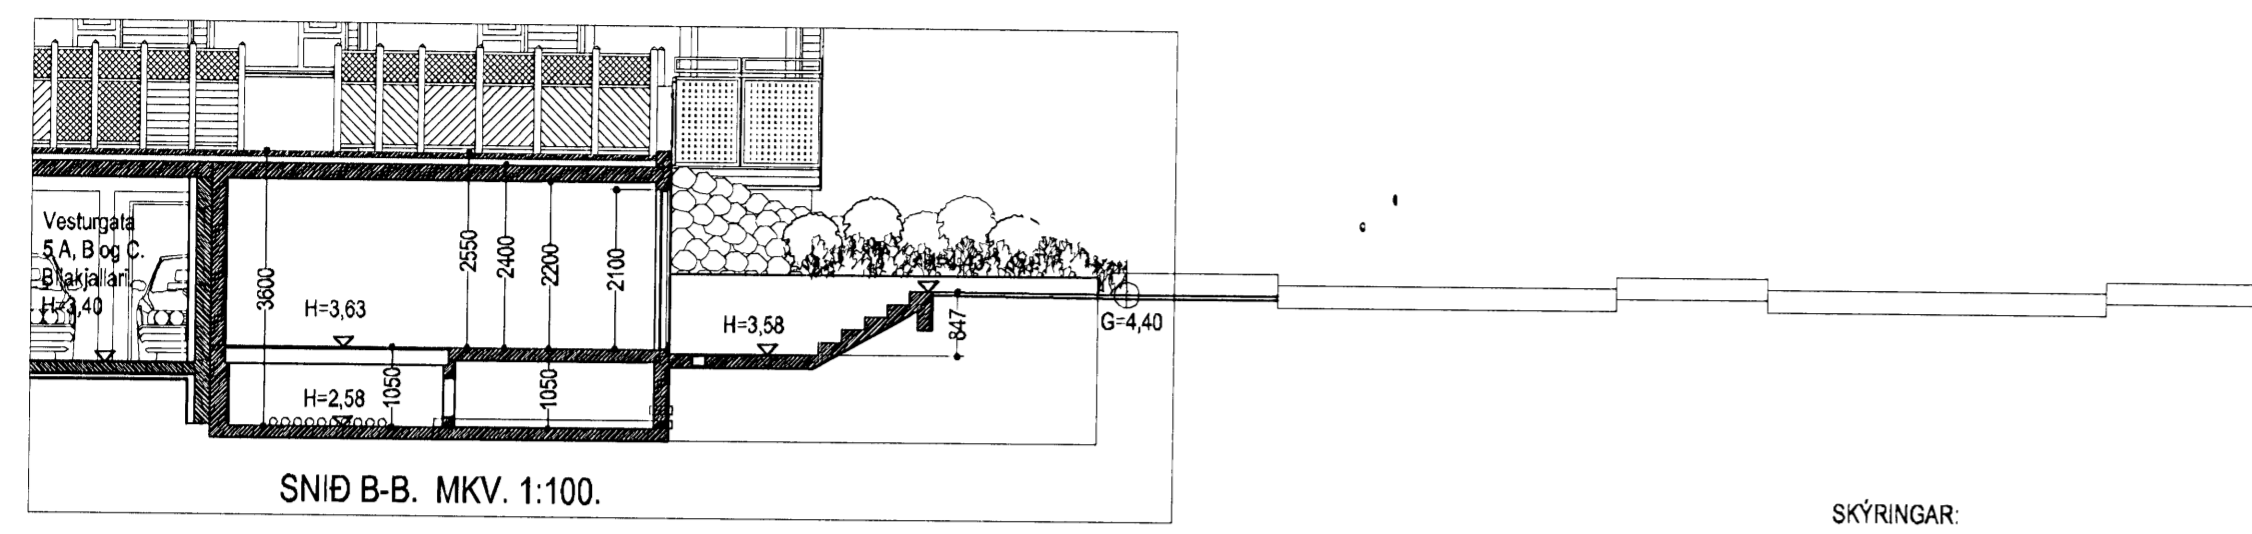 Vesturgata
5 A, B og C.
Bílakjallari.
H=3,40
3600
H=3,63
2550
2400
2200
2100
H=3,58
847
G=4,40
1050
H=2,58
1050
SNIÐ B-B. MKV. 1:100.
SKÝRINGAR: